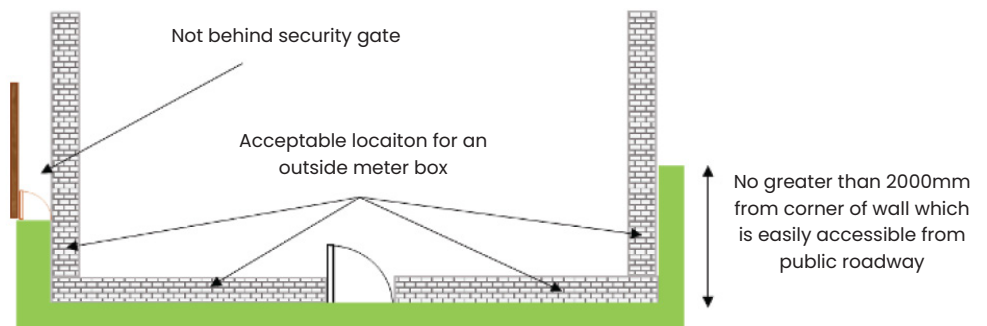 Not behind security gate
Acceptable locaiton for an
outside meter box
No greater than 2000mm
from corner of wall which
is easily accessible from
public roadway